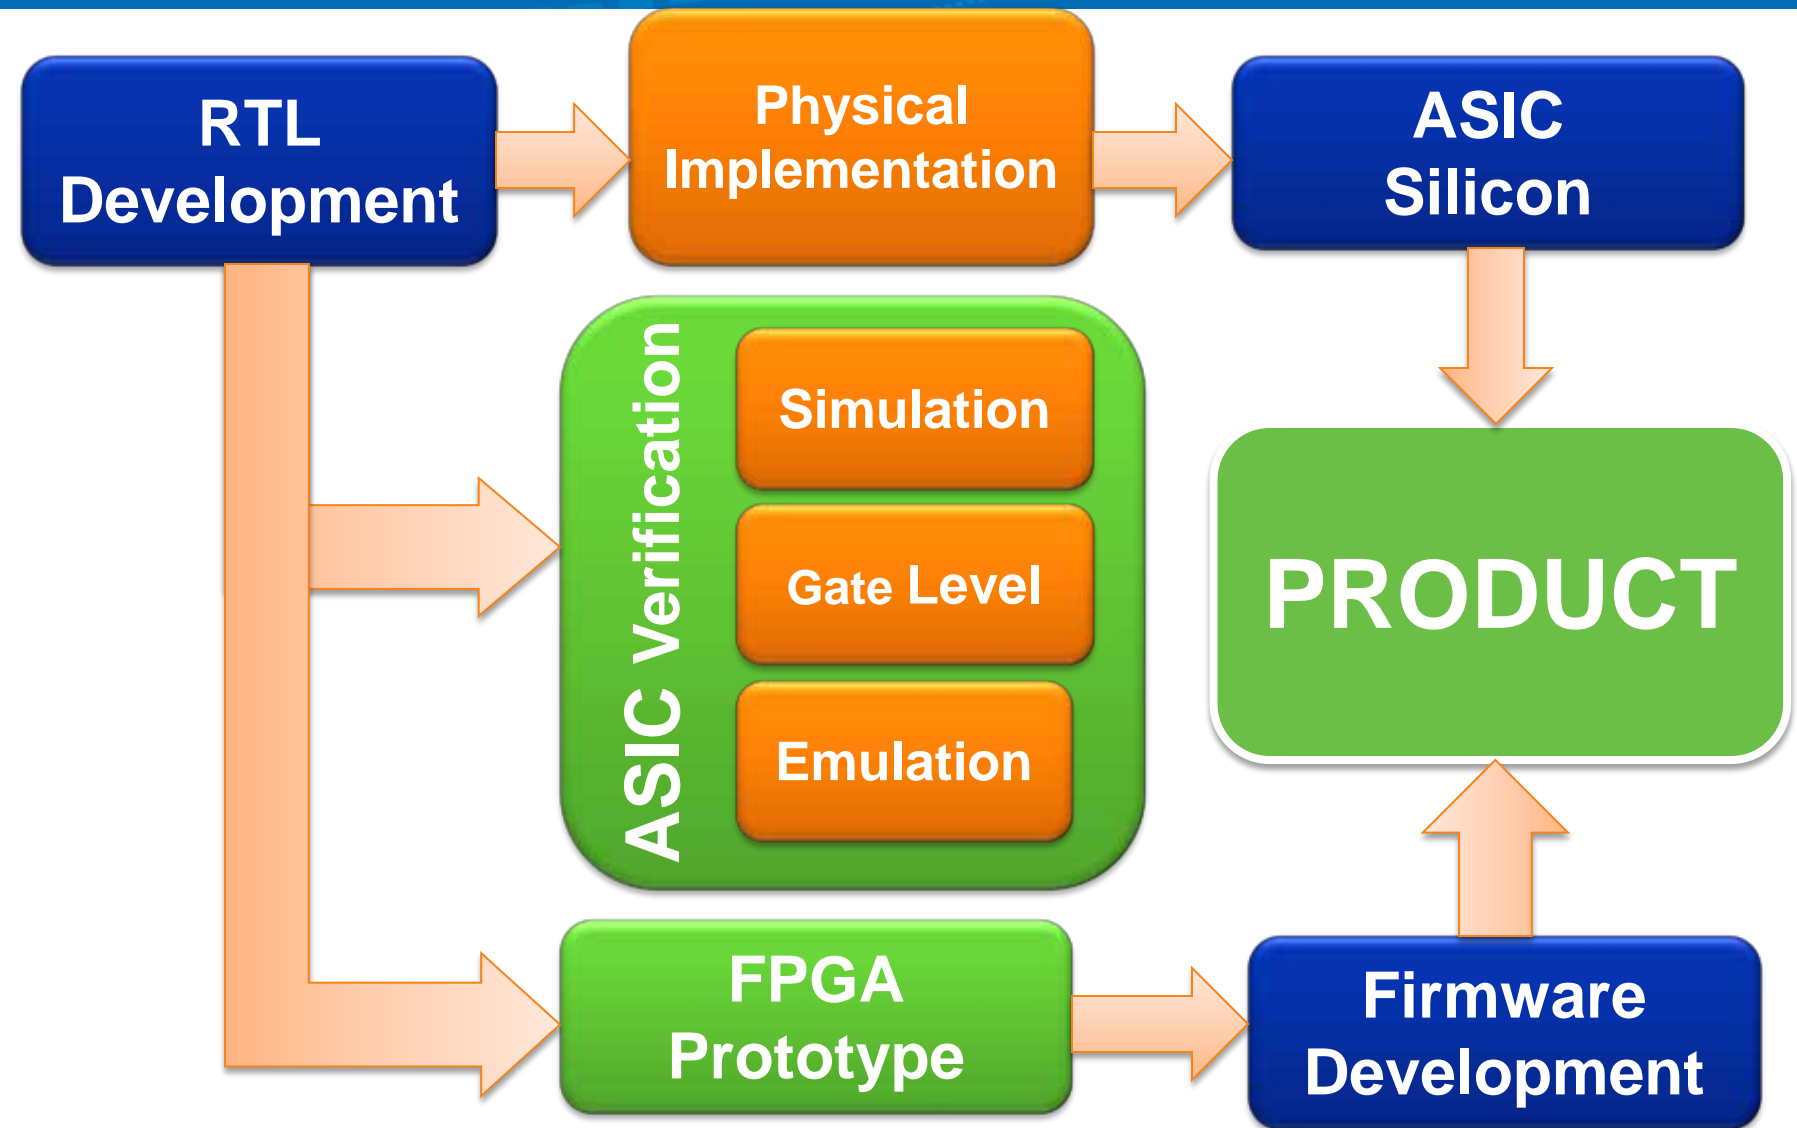 RTL
Development
Physical
Implementation
ASIC
Silicon
ASIC Verification
Simulation
Gate Level
Emulation
PRODUCT
FPGA
Prototype
Firmware
Development